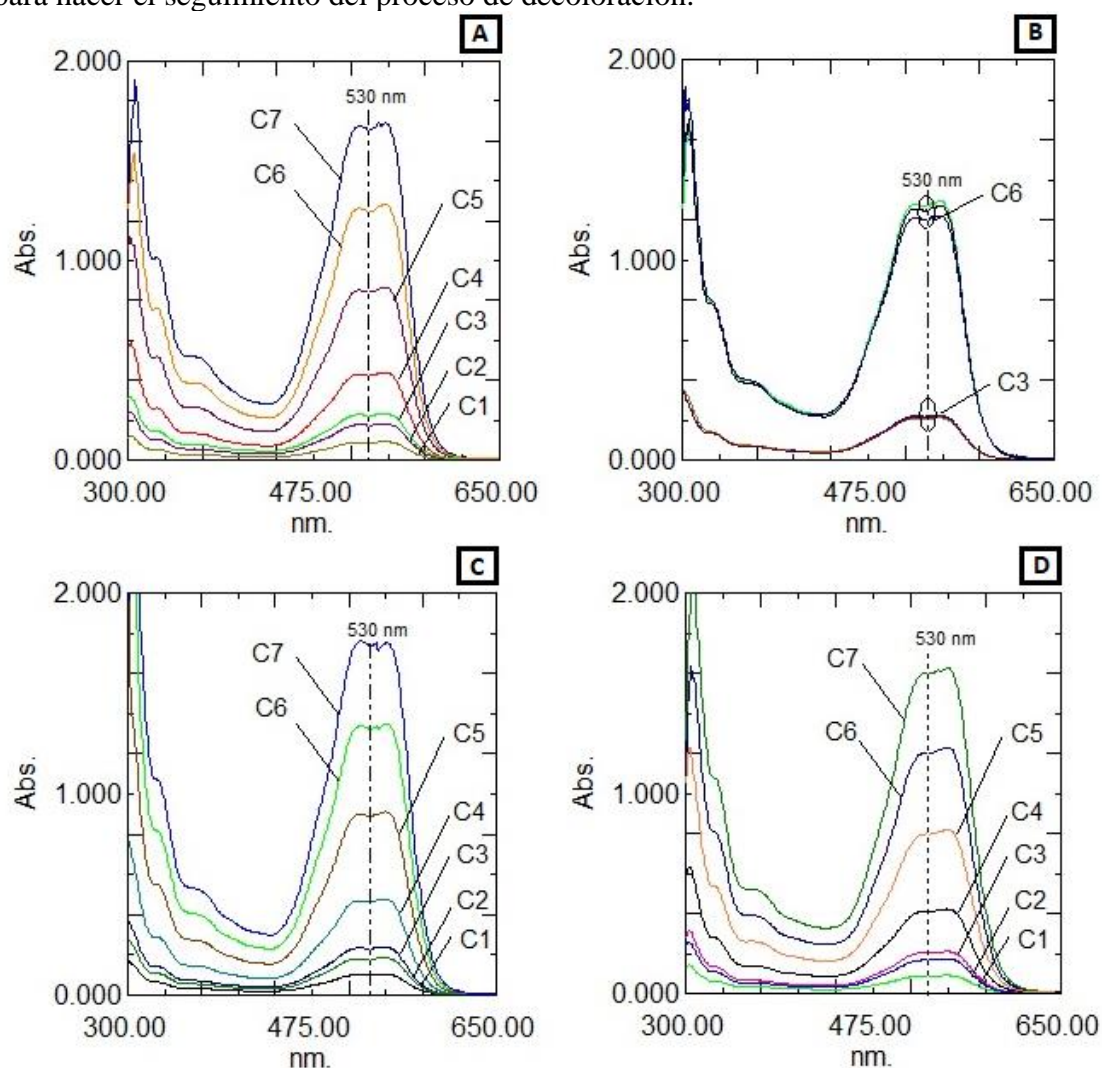 para hacer el seguimiento del proceso de decoloración.
A
2.000
530 nm
C7
C6
C5
C4
C3
C2
C1
Abs.
1.000
0.000
300.00
475.00
650.00
nm.
B
2.000
530 nm
C6
C3
Abs.
1.000
0.000
300.00
475.00
650.00
nm.
C
2.000
530 nm
C7
C6
C5
C4
C3
C2
C1
Abs.
1.000
0.000
300.00
475.00
650.00
nm.
D
2.000
530 nm
C7
C6
C5
C4
C3
C2
C1
Abs.
1.000
0.000
300.00
475.00
650.00
nm.